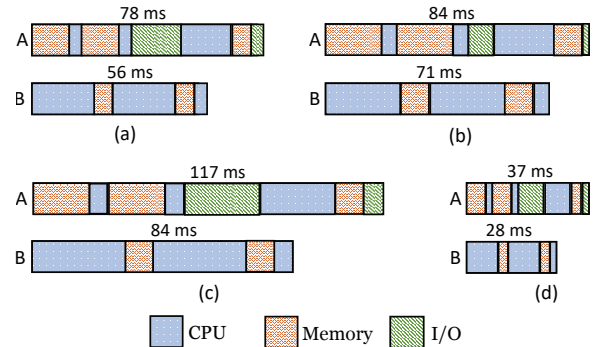 78 ms
A
56 ms
B
(a)
84 ms
A
71 ms
B
(b)
117 ms
A
84 ms
B
(c)
37 ms
A
28 ms
B
(d)
CPU
Memory
I/O